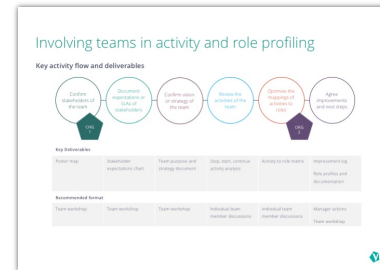 Involving teams in activity and role profiling
Key activity flow and deliverables
Confirm
stakeholders of
the team
Document
expectations or
SLAs of
stakeholders
Confirm vision
or strategy of
the team
Review the
activities of the
team
Optimise the
mappings of
activities to
roles
Agree
improvements
and next steps
Key Deliverables
Stakeholder
expectations chart
Team purpose and
strategy document
Stop, start, continue
activity analysis
Activity to role matrix
Improvement log
Role profiles and
documentation
Recommended format
Team workshop
Team workshop
Team workshop
Individual team
member discussions
Individual team
member discussions
Manager actions
Team workshop